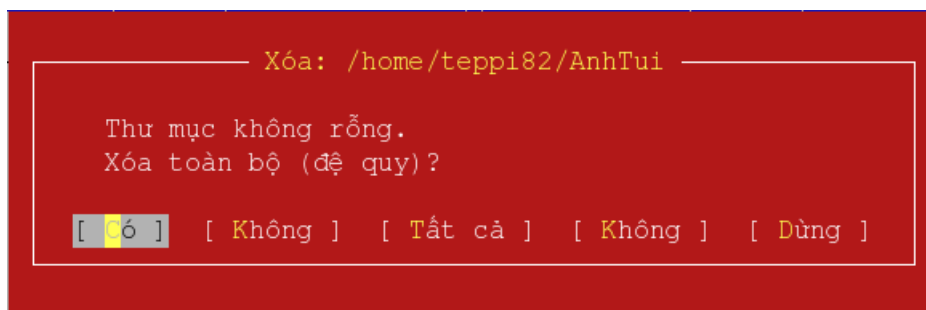 Xóa: /home/teppi82/AnhTui
Thư mục không rỗng.
Xóa toàn bộ (đệ quy)?
[ Có ] [ Không ] [ Tất cả ] [ Không ] [ Dừng ]